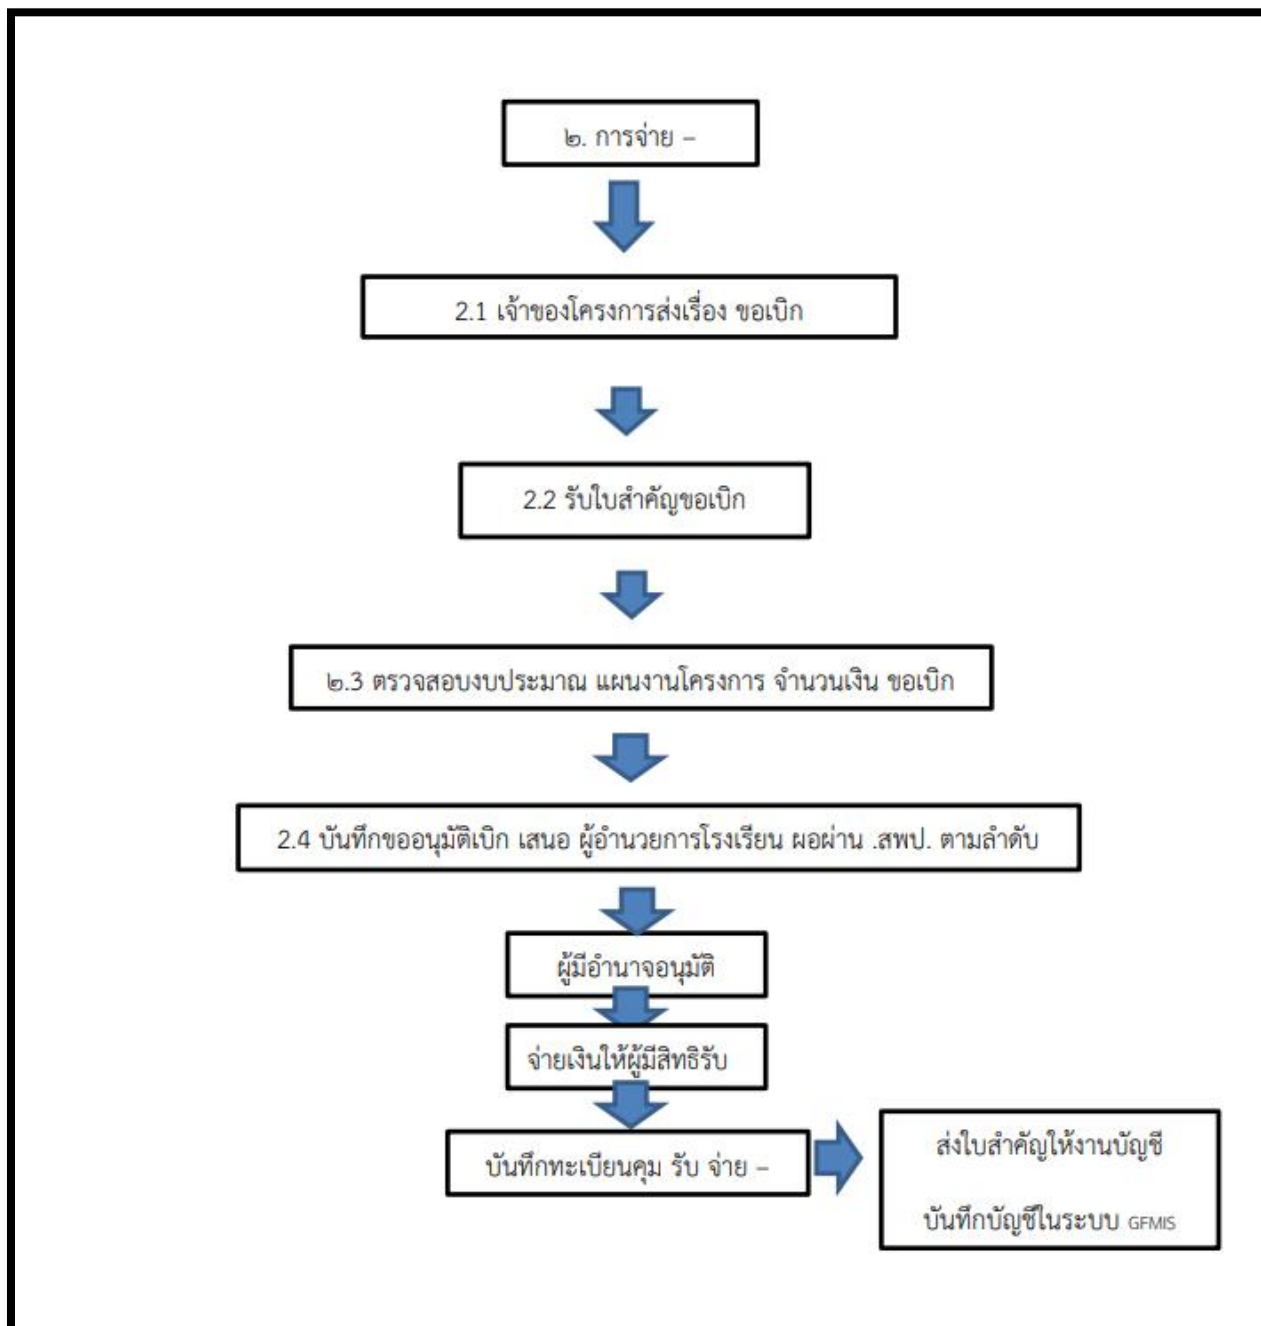 ๒. การจ่าย –
2.1 เจ้าของโครงการส่งเรื่อง ขอเบิก
2.2 รับใบสำคัญขอเบิก
๒.3 ตรวจสอบงบประมาณ แผนงานโครงการ จำนวนเงิน ขอเบิก
2.4 บันทึกขออนุมัติเบิก เสนอ ผู้อำนวยการโรงเรียน ผอผ่าน .สพป. ตามลำดับ
ผู้มีอำนาจอนุมัติ
จ่ายเงินให้ผู้มีสิทธิรับ
บันทึกทะเบียนคุม รับ จ่าย –
ส่งใบสำคัญให้งานบัญชี
บันทึกบัญชีในระบบ GFMIS